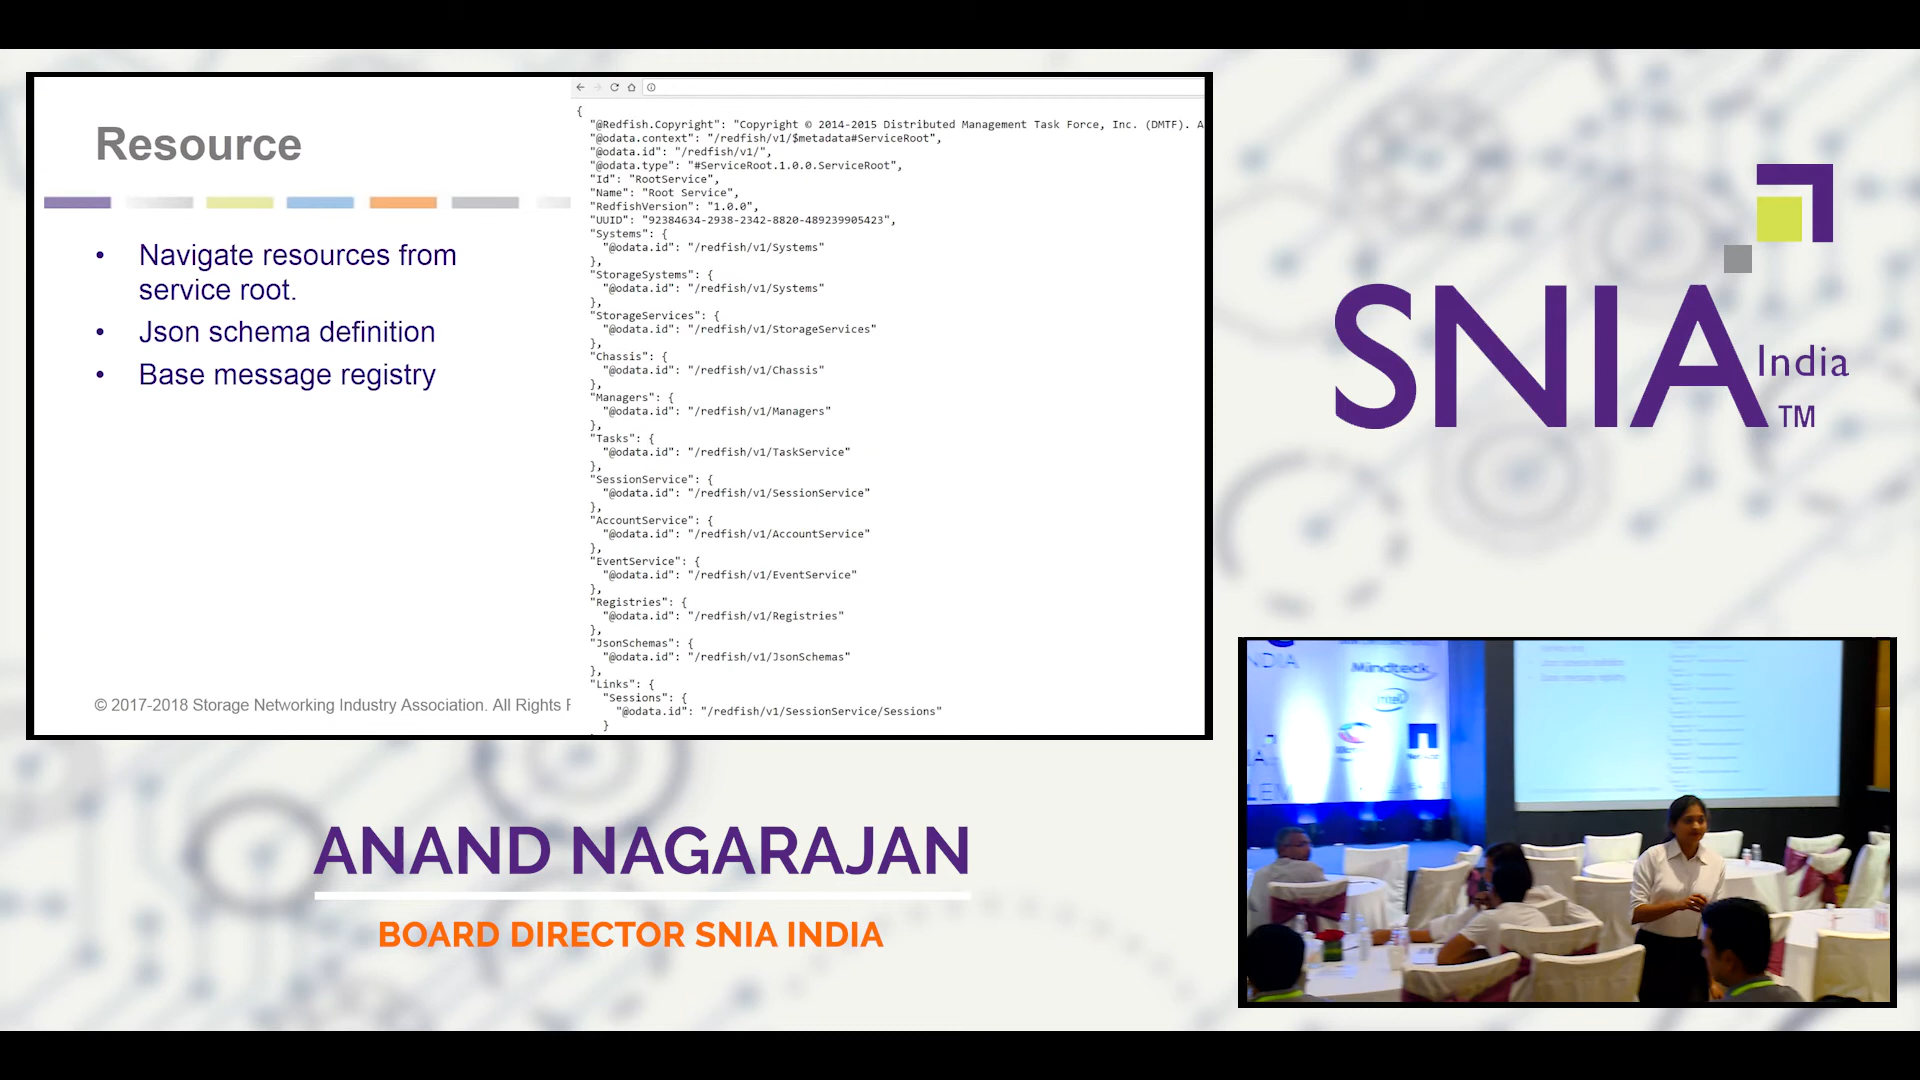 Resource
• Navigate resources from
service root.
• Json schema definition
• Base message registry
© 2017-2018 Storage Networking Industry Association. All Rights
{
"@Redfish.Copyright": "Copyright © 2014-2015 Distributed Management Task Force, Inc. (DMTF). A
"@odata.context": "/redfish/v1/$metadata#ServiceRoot",
"@odata.id": "/redfish/v1/",
"@odata.type": "#ServiceRoot.1.0.0.ServiceRoot",
"Id": "RootService",
"Name": "Root Service",
"RedfishVersion": "1.0.0",
"UUID": "92384634-2938-2342-8820-489239905423",
"Systems": {
"@odata.id": "/redfish/v1/Systems"
},
"StorageSystems": {
"@odata.id": "/redfish/v1/Systems"
},
"StorageServices": {
"@odata.id": "/redfish/v1/StorageServices"
},
"Chassis": {
"@odata.id": "/redfish/v1/Chassis"
},
"Managers": {
"@odata.id": "/redfish/v1/Managers"
},
"Tasks": {
"@odata.id": "/redfish/v1/TaskService"
},
"SessionService": {
"@odata.id": "/redfish/v1/SessionService"
},
"AccountService": {
"@odata.id": "/redfish/v1/AccountService"
},
"EventService": {
"@odata.id": "/redfish/v1/EventService"
},
"Registries": {
"@odata.id": "/redfish/v1/Registries"
},
"JsonSchemas": {
"@odata.id": "/redfish/v1/JsonSchemas"
},
"Links": {
"Sessions": {
"@odata.id": "/redfish/v1/SessionService/Sessions"
}
SNIA India
TM
Mindteck
intel
ANAND NAGARAJAN
BOARD DIRECTOR SNIA INDIA